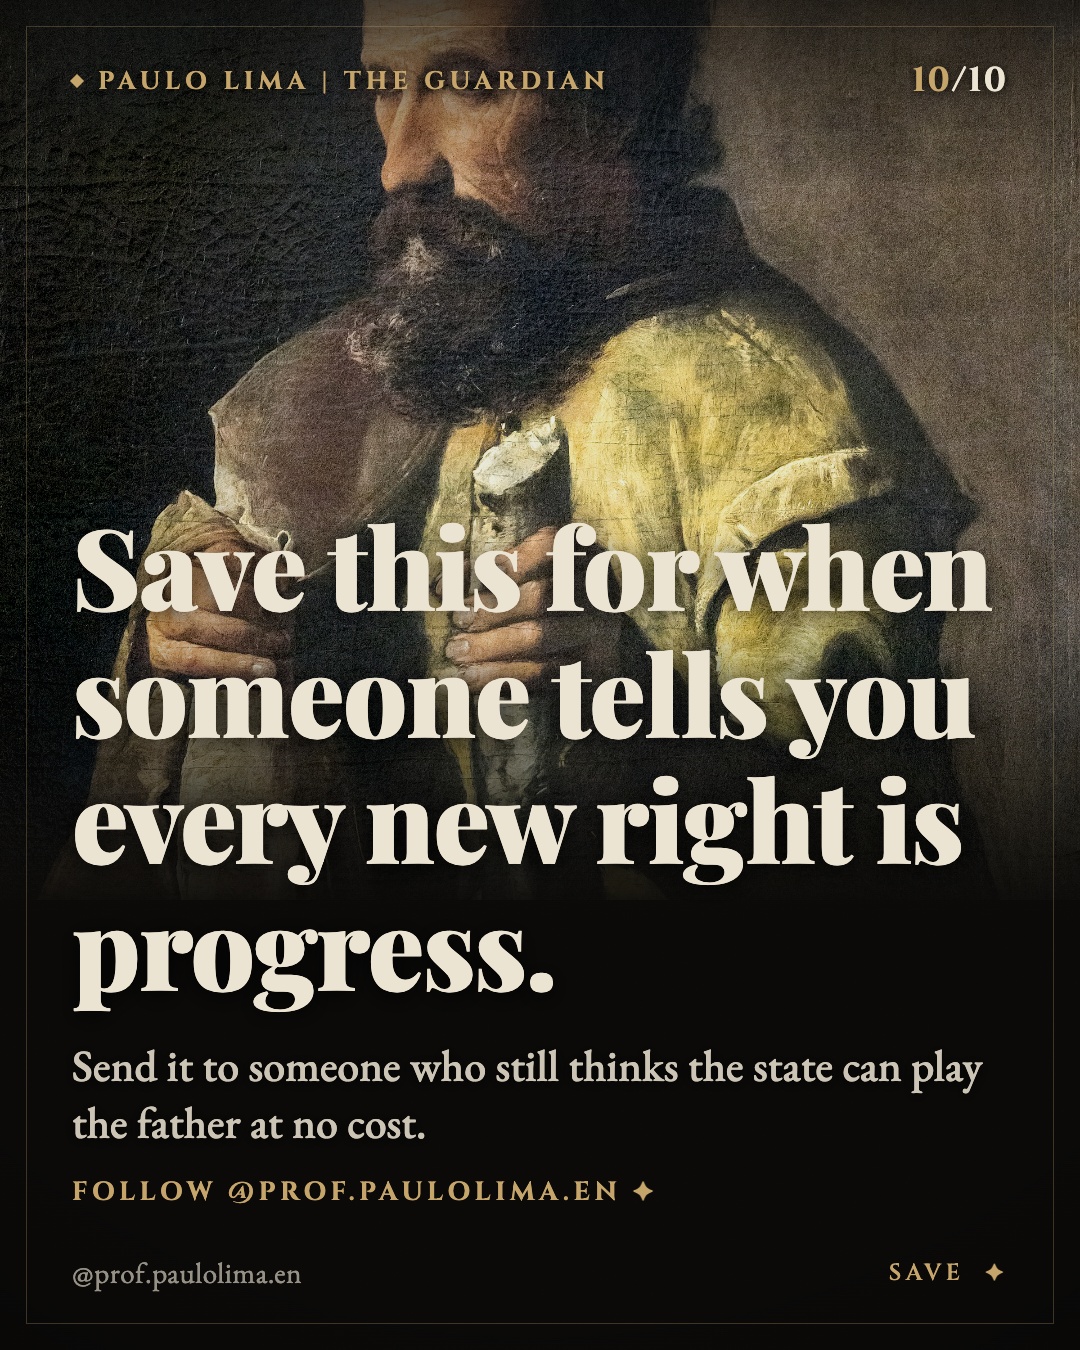 ◆ PAULO LIMA | THE GUARDIAN
10/10
Save this for when
someone tells you
every new right is
progress.
Send it to someone who still thinks the state can play
the father at no cost.
FOLLOW @PROF.PAULOLIMA.EN ✦
@prof.paulolima.en
SAVE ✦